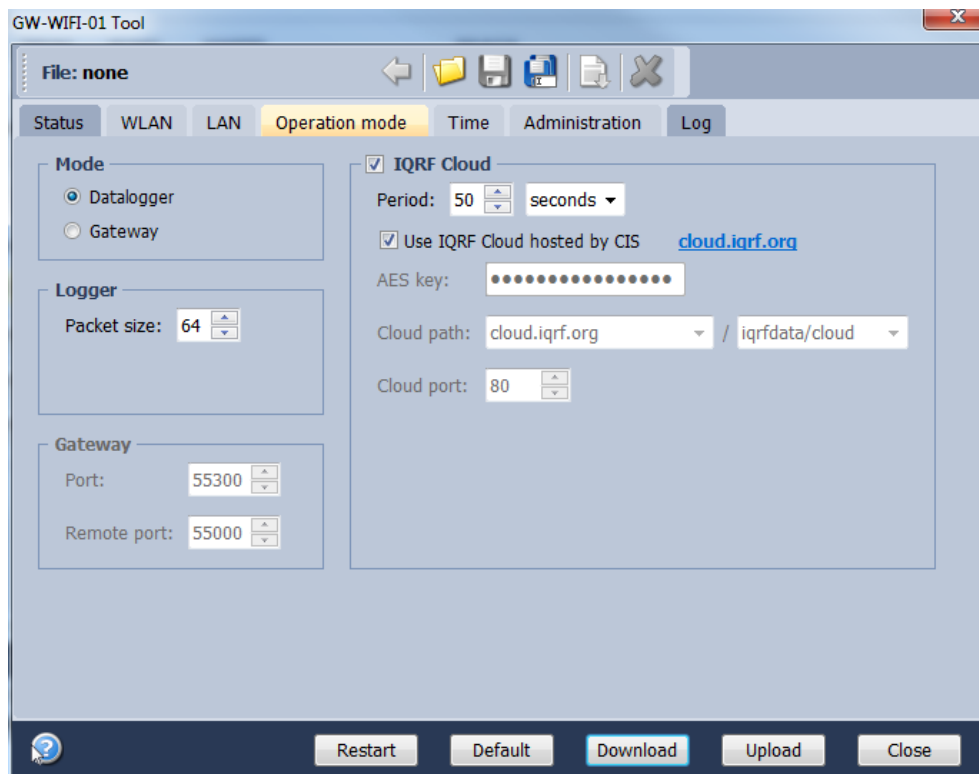 GW-WIFI-01 Tool
File: none
Status WLAN LAN Operation mode Time Administration Log
Mode
Datalogger
Gateway
Logger
Packet size: 64
Gateway
Port: 55300
Remote port: 55000
IQRF Cloud
Period: 50 seconds
Use IQRF Cloud hosted by CIS cloud.iqrf.org
AES key: ●●●●●●●●●●●●●●●●
Cloud path: cloud.iqrf.org / iqrfdata/cloud
Cloud port: 80
Restart Default Download Upload Close